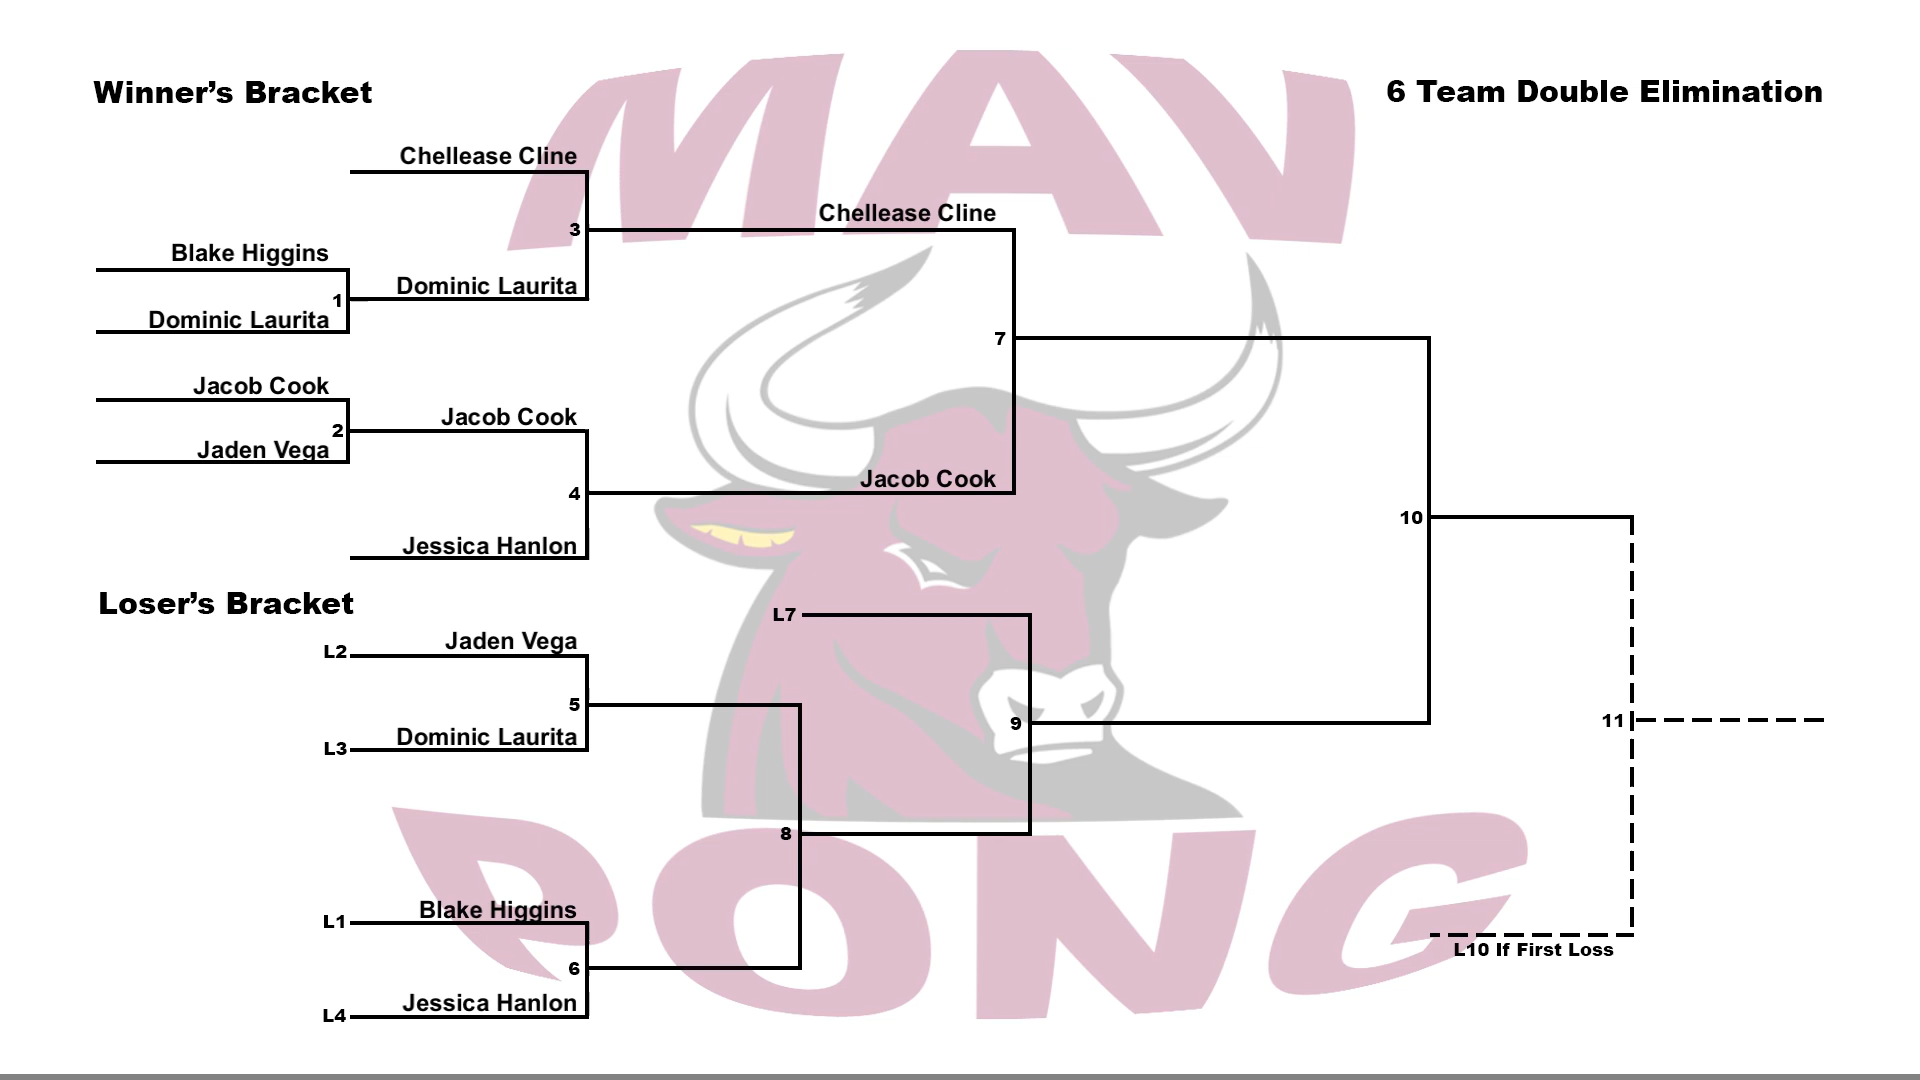 MAV
Winner's Bracket
6 Team Double Elimination
Chellease Cline
Chellease Cline
3
Blake Higgins
Dominic Laurita
1
Dominic Laurita
7
Jacob Cook
Jacob Cook
2
Jaden Vega
Jacob Cook
4
10
Jessica Hanlon
Loser's Bracket
L7
Jaden Vega
L2
5
9
11
Dominic Laurita
L3
8
Blake Higgins
L1
L10 If First Loss
6
Jessica Hanlon
L4
PONG